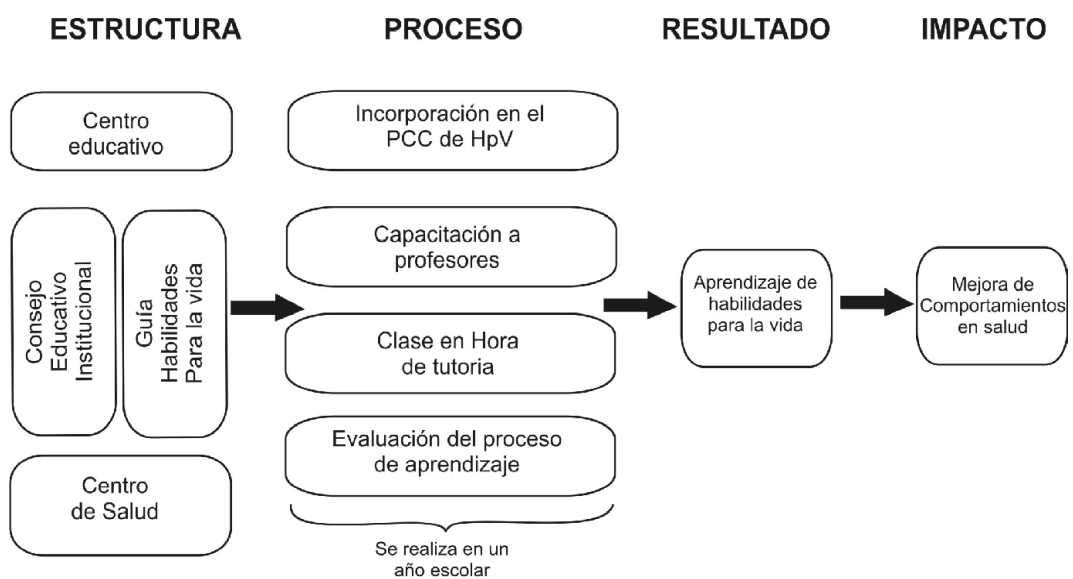 ESTRUCTURA
PROCESO
RESULTADO
IMPACTO
Centro
educativo
Consejo
Educativo
Institucional
Guía
Habilidades
Para la vida
Centro
de Salud
Incorporación en el
PCC de HpV
Capacitación a
profesores
Clase en Hora
de tutoria
Evaluación del proceso
de aprendizaje
Se realiza en un
año escolar
Aprendizaje de
habilidades
para la vida
Mejora de
Comportamientos
en salud